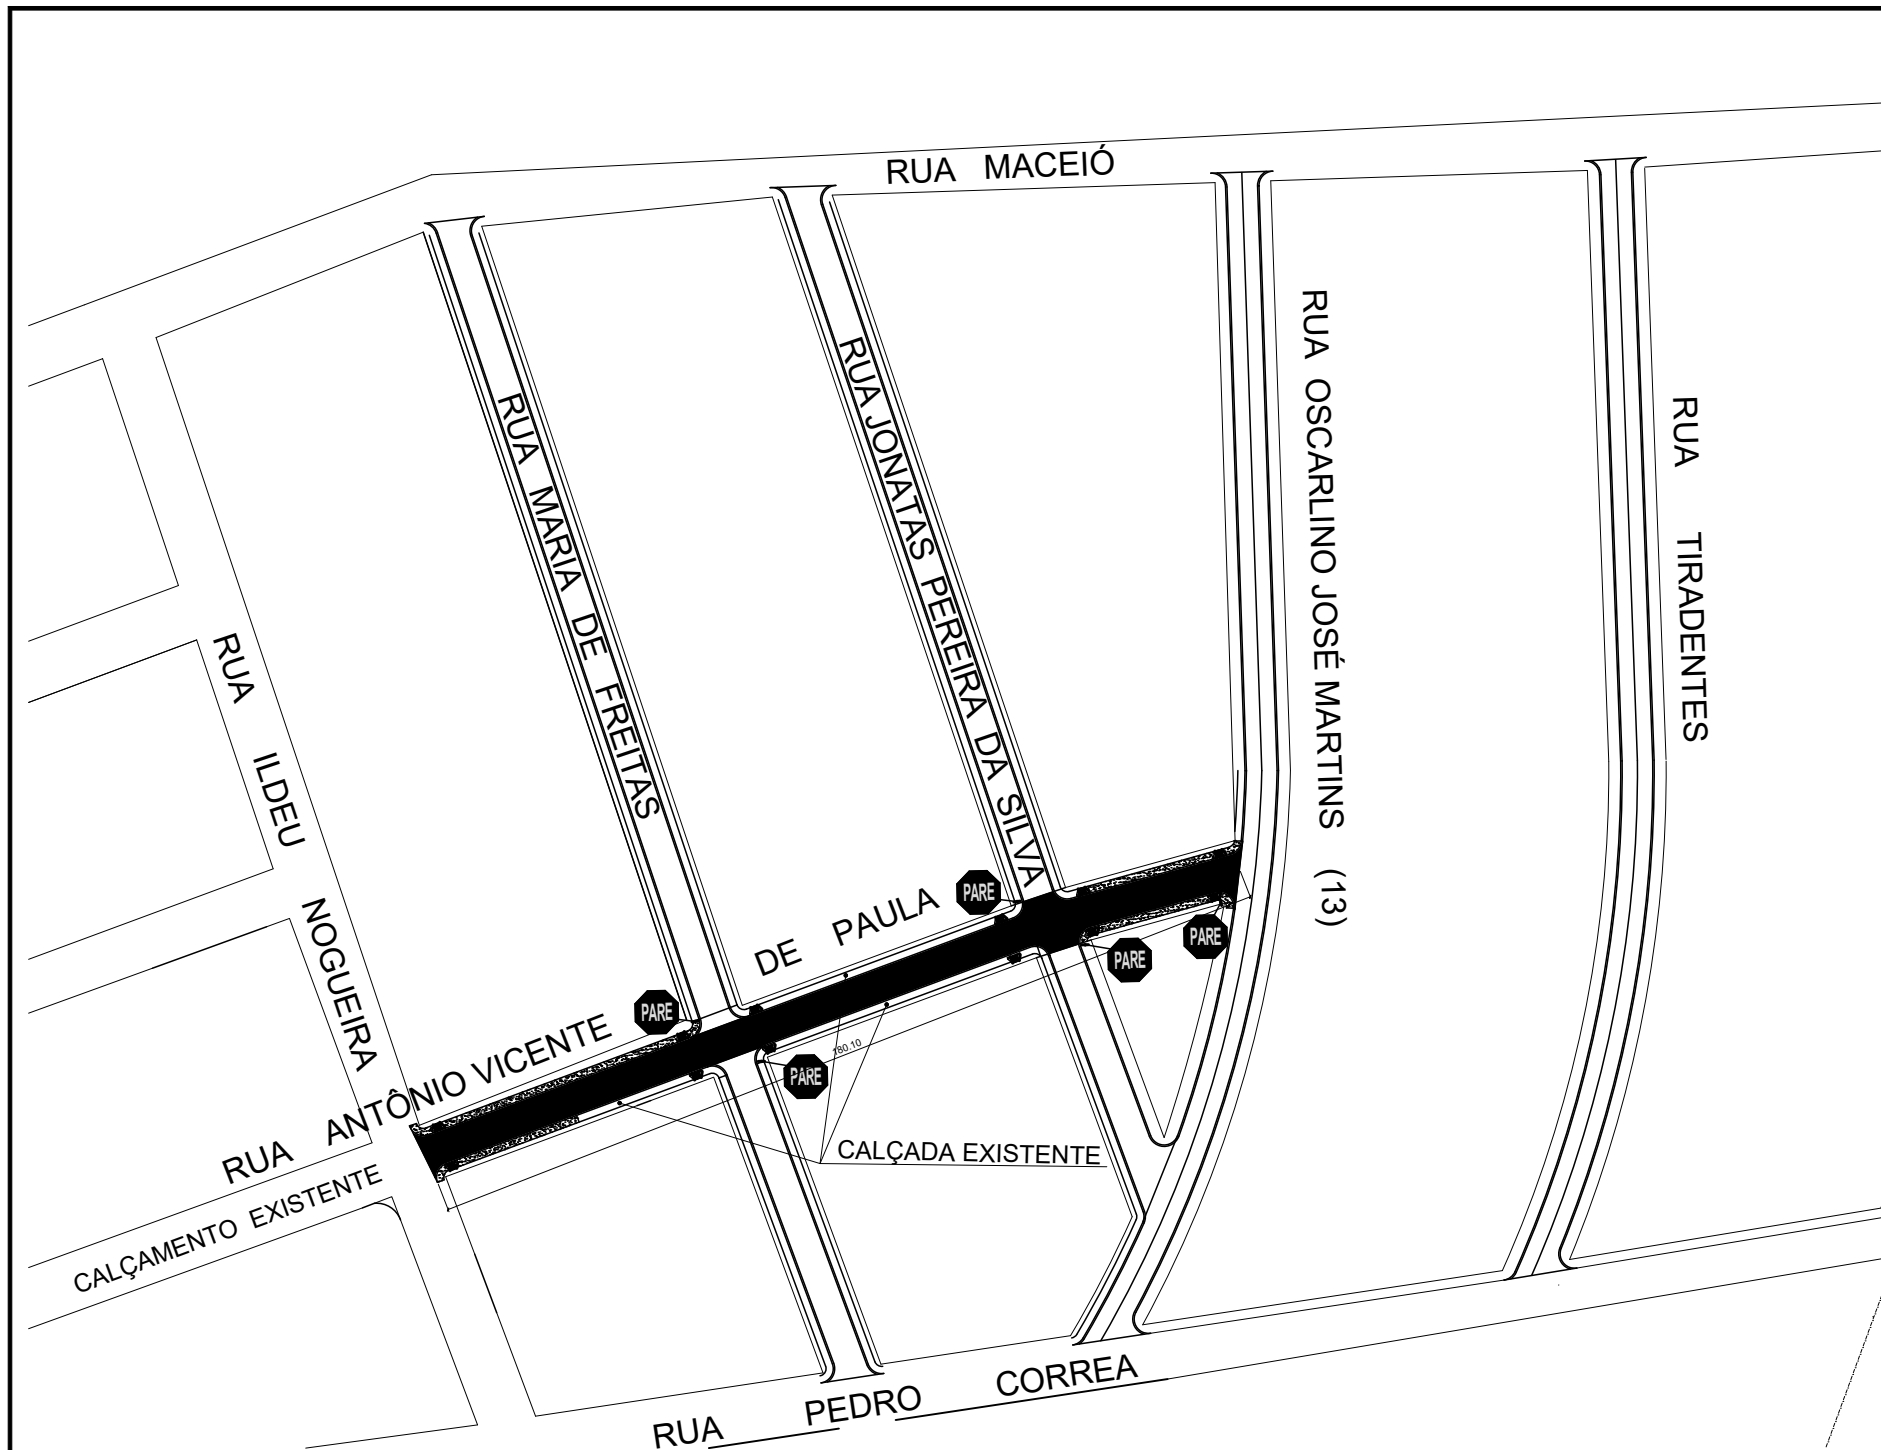 RUA MACEIÓ
RUA MARIA DE FREITAS
RUA JONATAS PEREIRA DA SILVA
RUA OSCARLINO JOSÉ MARTINS (13)
RUA TIRADENTES
RUA ILDEU NOGUEIRA
RUA ANTÔNIO VICENTE DE PAULA
PARE
PARE
PARE
PARE
PARE
180.10
CALÇADA EXISTENTE
CALÇAMENTO EXISTENTE
RUA PEDRO CORREA